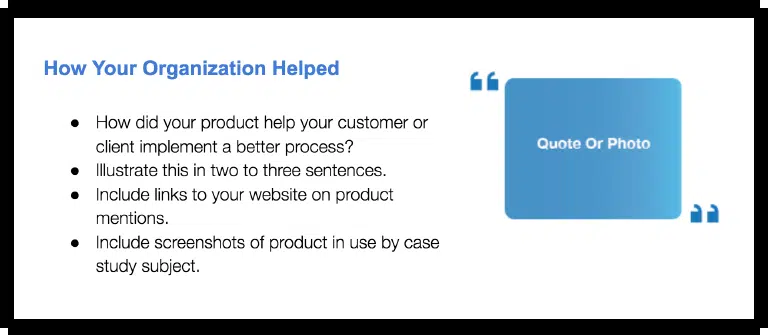 How Your Organization Helped
● How did your product help your customer or
client implement a better process?
● Illustrate this in two to three sentences.
● Include links to your website on product
mentions.
● Include screenshots of product in use by case
study subject.
“
Quote Or Photo
”